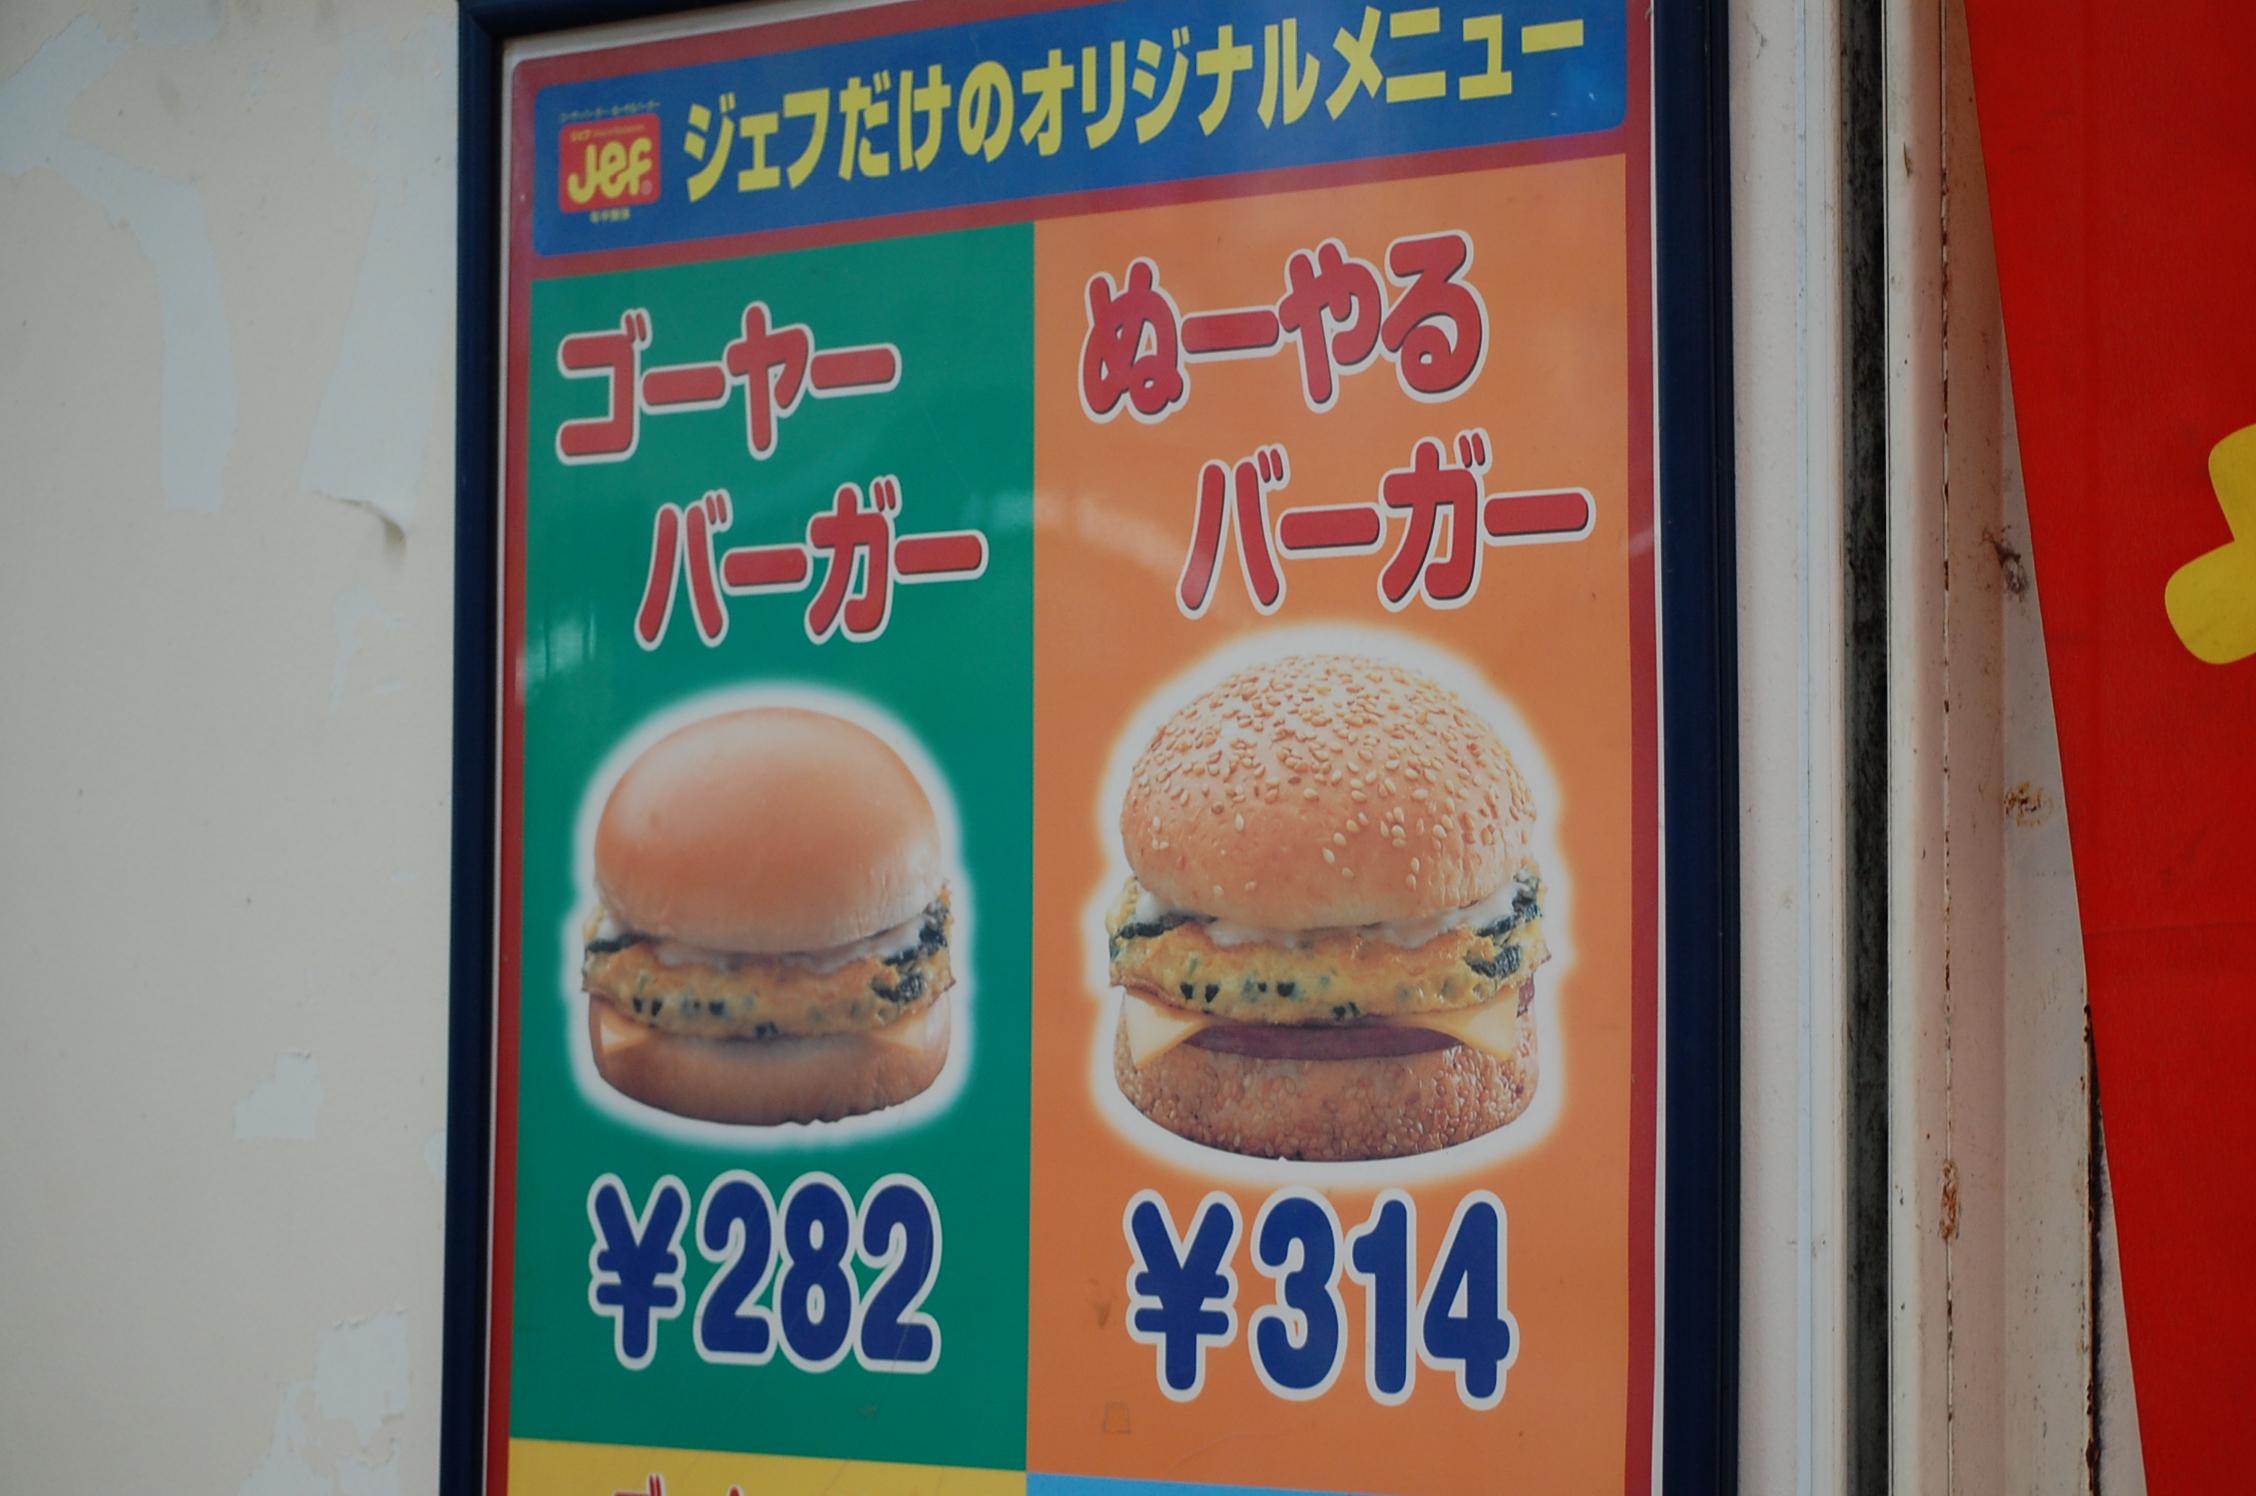 ジェフだけのオリジナルメニュー
Jef
ゴーヤー
バーガー
¥282
ぬーやる
バーガー
¥314